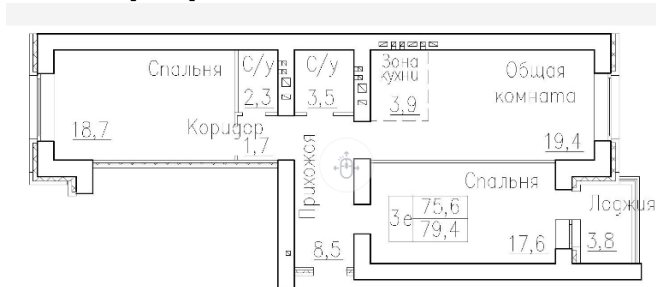 Спальня
С/у
С/у
Зона
кухни
Общая
комната
2,3
3,5
3,9
18,7
Коридор
1,7
19,4
Прихожая
Спальня
Лоджия
3е
75,6
79,4
8,5
17,6
3,8